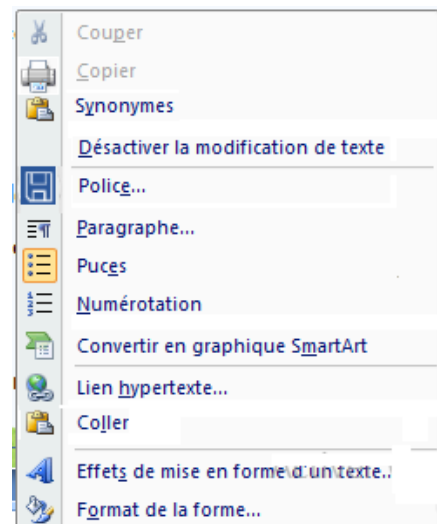 Couper
Copier
Synonymes
Désactiver la modification de texte
Police...
Paragraphe...
Puces
Numérotation
Convertir en graphique SmartArt
Lien hypertexte...
Coller
Effets de mise en forme d'un texte..
Format de la forme...